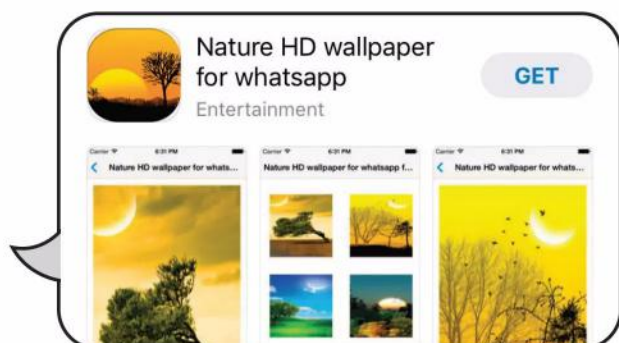 Nature HD wallpaper
for whatsapp
Entertainment
GET
Carrier 6:31 PM
Nature HD wallpaper for whats...
Carrier 6:31 PM
Nature HD wallpaper for whatsapp f...
Carrier 6:31 PM
Nature HD wallpaper for whats...